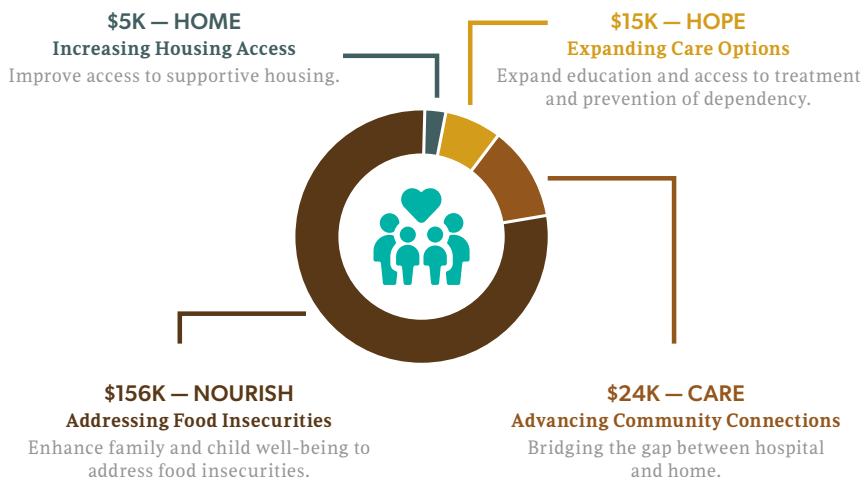 $5K — HOME
Increasing Housing Access
Improve access to supportive housing.
$15K — HOPE
Expanding Care Options
Expand education and access to treatment
and prevention of dependency.
$156K — NOURISH
Addressing Food Insecurities
Enhance family and child well-being to
address food insecurities.
$24K — CARE
Advancing Community Connections
Bridging the gap between hospital
and home.